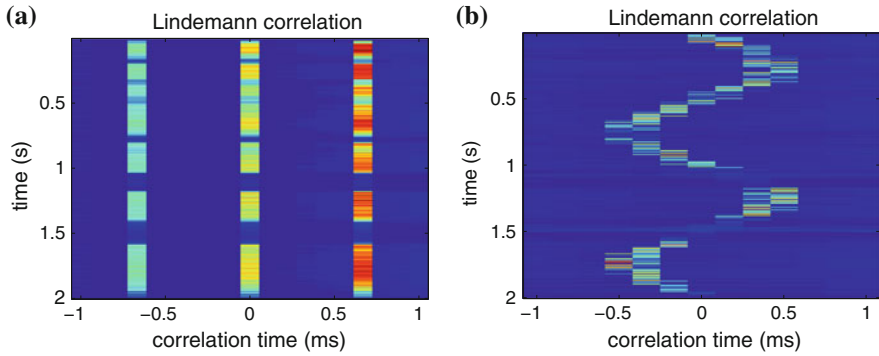 (a)
Lindemann correlation
time (s)
0.5
1
1.5
2
−1
−0.5
0
0.5
1
correlation time (ms)
(b)
Lindemann correlation
time (s)
0.5
1
1.5
2
−1
−0.5
0
0.5
1
correlation time (ms)